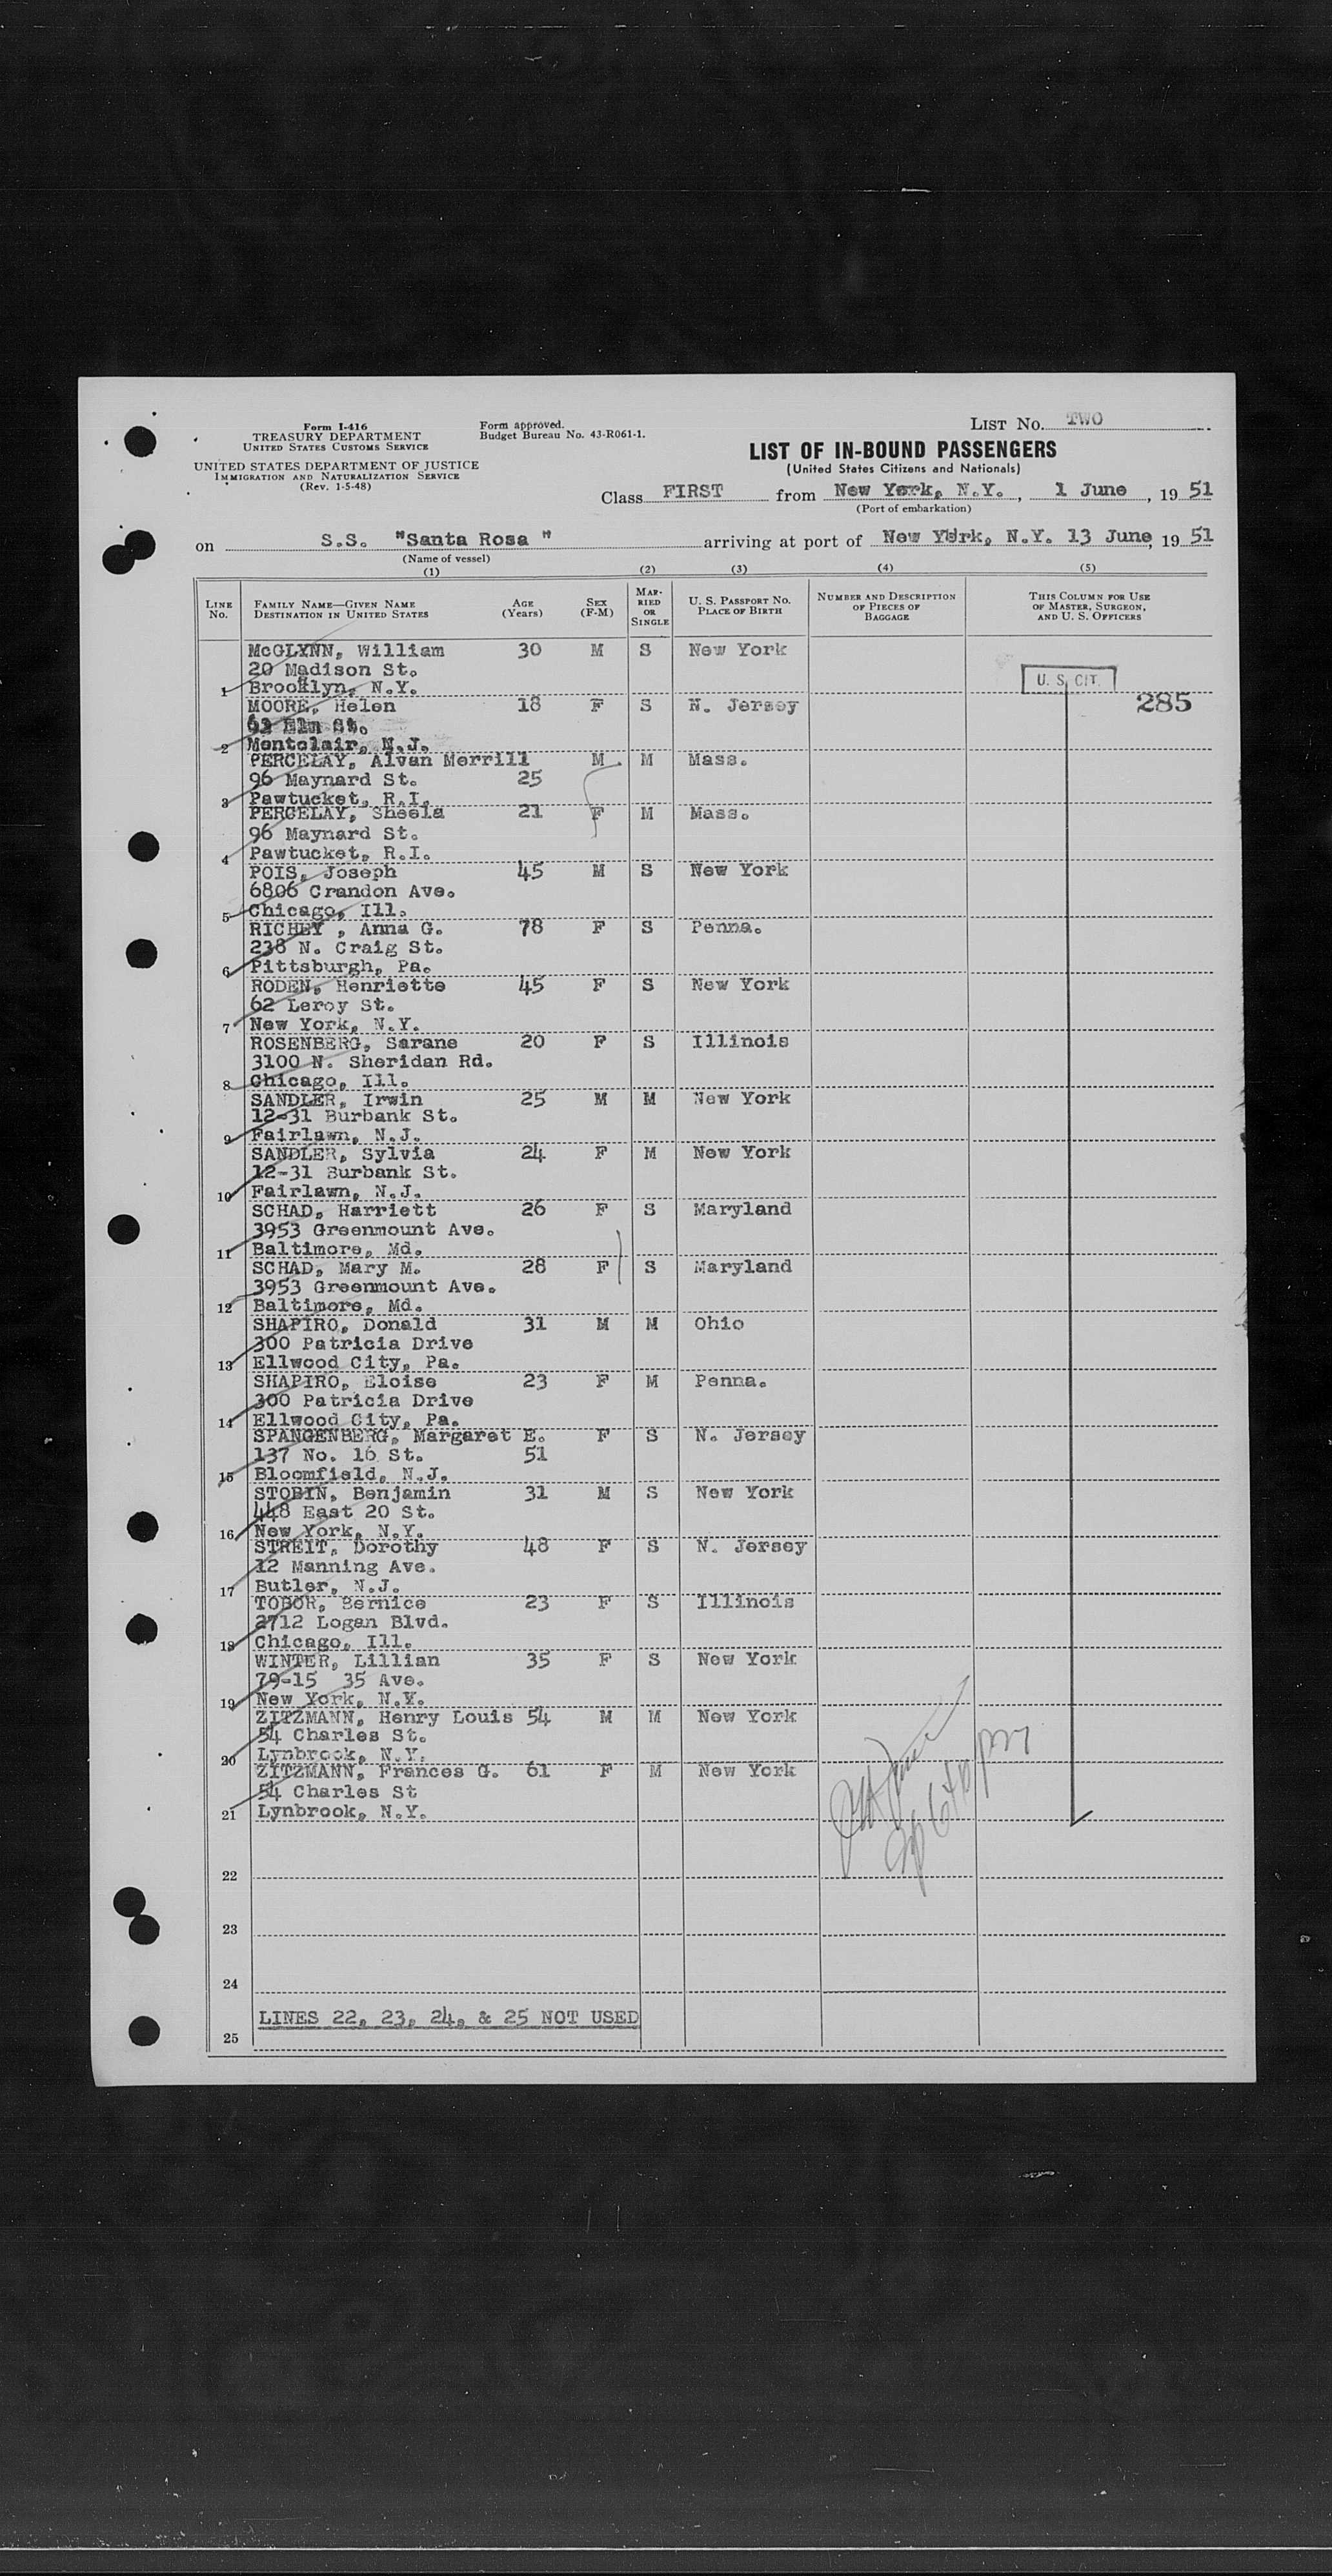 Form I-416
TREASURY DEPARTMENT
UNITED STATES CUSTOMS SERVICE
UNITED STATES DEPARTMENT OF JUSTICE
IMMIGRATION AND NATURALIZATION SERVICE
(Rev. 1-5-48)
Form approved.
Budget Bureau No. 43-R061-1.
LIST No. TWO
LIST OF IN-BOUND PASSENGERS
(United States Citizens and Nationals)
Class FIRST from New York, N.Y., 1 June, 19 51
(Port of embarkation)
on S.S. "Santa Rosa " arriving at port of New York, N.Y. 13 June, 19 51
(Name of vessel)
(1) (2) (3) (4) (5)
LINE No. FAMILY NAME—GIVEN NAME DESTINATION IN UNITED STATES AGE (Years) SEX (F-M) MARRIED OR SINGLE U. S. PASSPORT NO. PLACE OF BIRTH NUMBER AND DESCRIPTION OF PIECES OF BAGGAGE THIS COLUMN FOR USE OF MASTER, SURGEON, AND U. S. OFFICERS
McGLYNN, William 30 M S New York
20 Madison St.
1 Brooklyn, N.Y. U. S. CIT.
MOORE, Helen 18 F S N. Jersey 285
Elm St.
2 Montclair, N.J.
PERCELAY, Alvan Merrill M M Mass.
96 Maynard St. 25
3 Pawtucket, R.I.
PERCELAY, Sheela 21 F M Mass.
96 Maynard St.
4 Pawtucket, R.I.
POIS, Joseph 45 M S New York
6806 Crandon Ave.
5 Chicago, Ill.
RICHEY , Anna G. 78 F S Penna.
238 N. Craig St.
6 Pittsburgh, Pa.
RODEN, Henriette 45 F S New York
62 Leroy St.
7 New York, N.Y.
ROSENBERG, Sarane 20 F S Illinois
3100 N. Sheridan Rd.
8 Chicago, Ill.
SANDLER, Irwin 25 M M New York
12-31 Burbank St.
9 Fairlawn, N.J.
SANDLER, Sylvia 24 F M New York
12-31 Burbank St.
10 Fairlawn, N.J.
SCHAD, Harriett 26 F S Maryland
3953 Greenmount Ave.
11 Baltimore, Md.
SCHAD, Mary M. 28 F S Maryland
3953 Greenmount Ave.
12 Baltimore, Md.
SHAPIRO, Donald 31 M M Ohio
300 Patricia Drive
13 Ellwood City, Pa.
SHAPIRO, Eloise 23 F M Penna.
300 Patricia Drive
14 Ellwood City, Pa.
SPANGENBERG, Margaret E. F S N. Jersey
137 No. 16 St. 51
15 Bloomfield, N.J.
STOBIN, Benjamin 31 M S New York
448 East 20 St.
16 New York, N.Y.
STREIT, Dorothy 48 F S N. Jersey
12 Manning Ave.
17 Butler, N.J.
TOBOR, Bernice 23 F S Illinois
2712 Logan Blvd.
18 Chicago, Ill.
WINTER, Lillian 35 F S New York
79-15 35 Ave.
19 New York, N.Y.
ZITZMANN, Henry Louis 54 M M New York
54 Charles St.
20 Lynbrook, N.Y.
ZITZMANN, Frances G. 61 F M New York
54 Charles St
21 Lynbrook, N.Y.
22
23
24
LINES 22, 23, 24, & 25 NOT USED
25